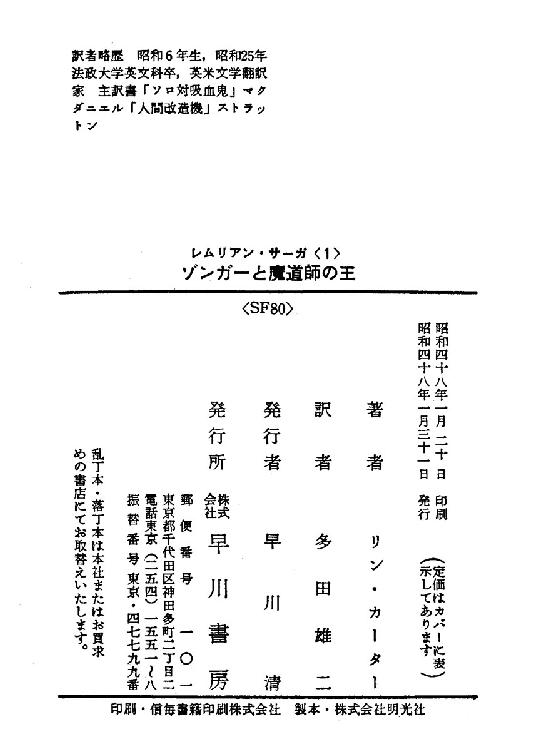 訳者略歴 昭和6年生，昭和25年
法政大学英文科卒，英米文学翻訳
家 主訳書「ソロ対吸血鬼」マク
ダニエル「人間改造機」ストラッ
トン
レムリアン・サーガ〈1〉
ゾンガーと魔道師の王
〈SF80〉
昭和四十八年一月二十日 印刷
昭和四十八年一月三十一日 発行
（定価はカバーに表
示してあります）
著者 リン・カーター
訳者 多田雄二
発行者 早川清
発行所 株式会社 早川書房
郵便番号 一〇一
東京都千代田区神田多町二丁目二
電話東京（二五四）一五五一〜八
振替番号 東京・四七七九九番
乱丁本・落丁本は本社またはお買求
めの書店にてお取替えいたします。
印刷・信毎書籍印刷株式会社 製本・株式会社明光社